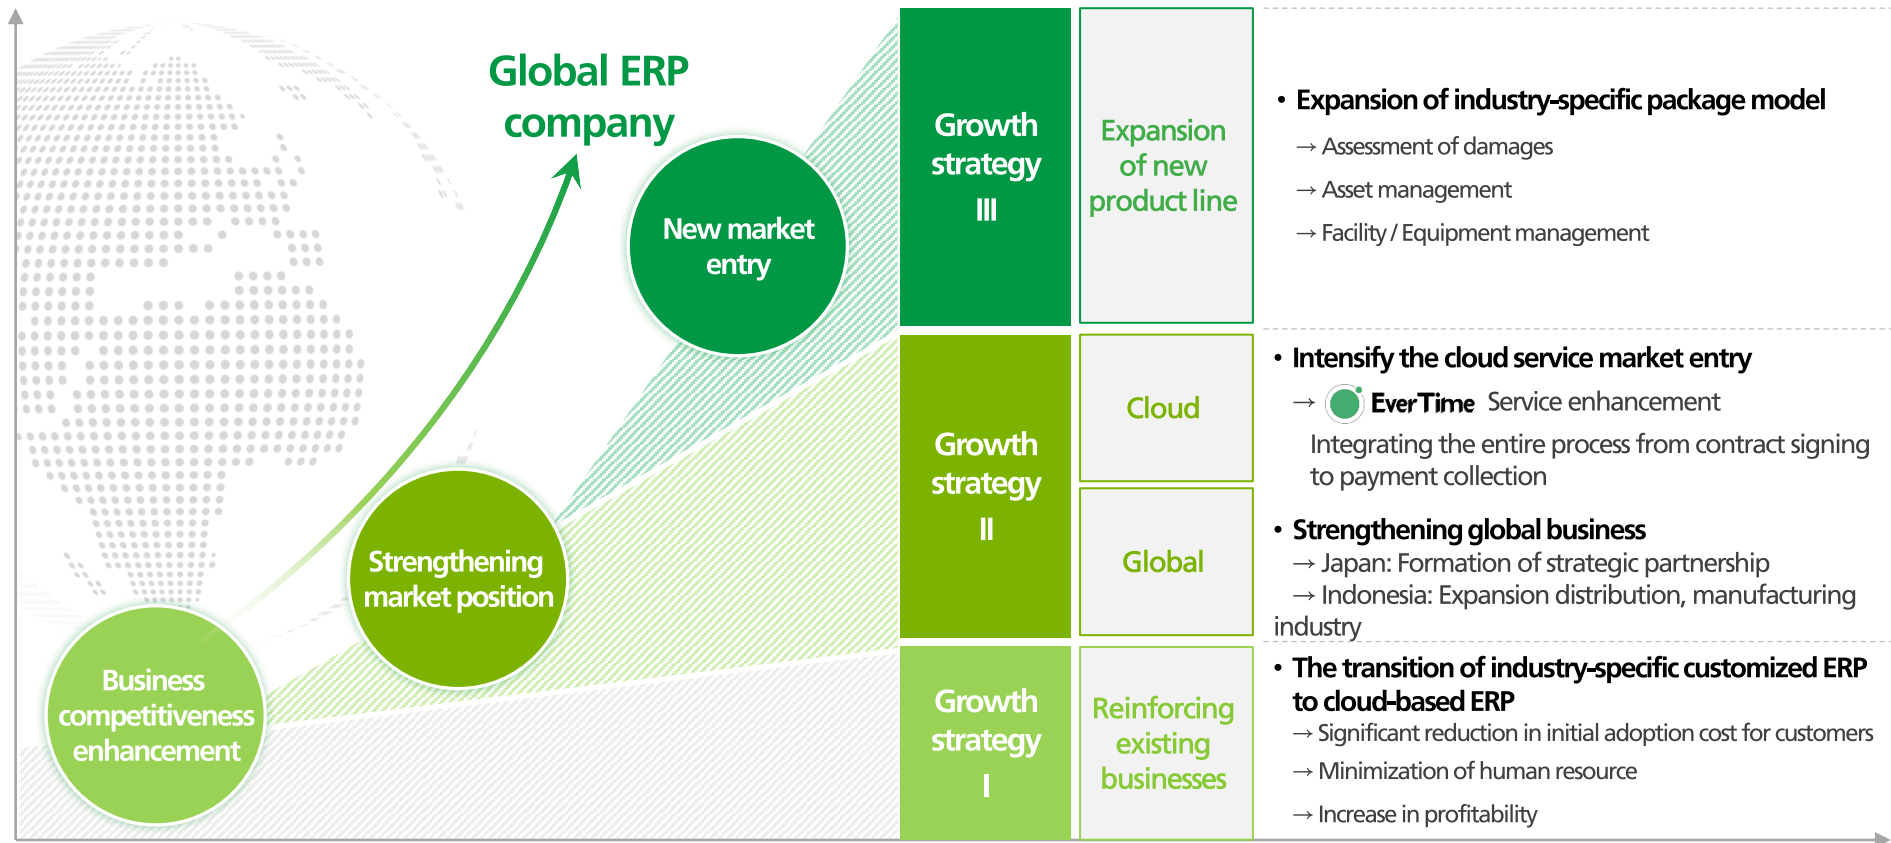 Global ERP
company
New market
entry
Strengthening
market position
Business
competitiveness
enhancement
Growth
strategy
III
Expansion
of new
product line
• Expansion of industry-specific package model
→ Assessment of damages
→ Asset management
→ Facility / Equipment management
Growth
strategy
II
Cloud
Global
• Intensify the cloud service market entry
→ EverTime Service enhancement
Integrating the entire process from contract signing
to payment collection
• Strengthening global business
→ Japan: Formation of strategic partnership
→ Indonesia: Expansion distribution, manufacturing
industry
Growth
strategy
I
Reinforcing
existing
businesses
• The transition of industry-specific customized ERP
to cloud-based ERP
→ Significant reduction in initial adoption cost for customers
→ Minimization of human resource
→ Increase in profitability